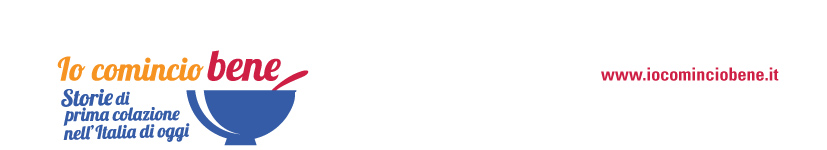 Io comincio bene
Storie di
prima colazione
nell'Italia di oggi
www.iocominciobene.it